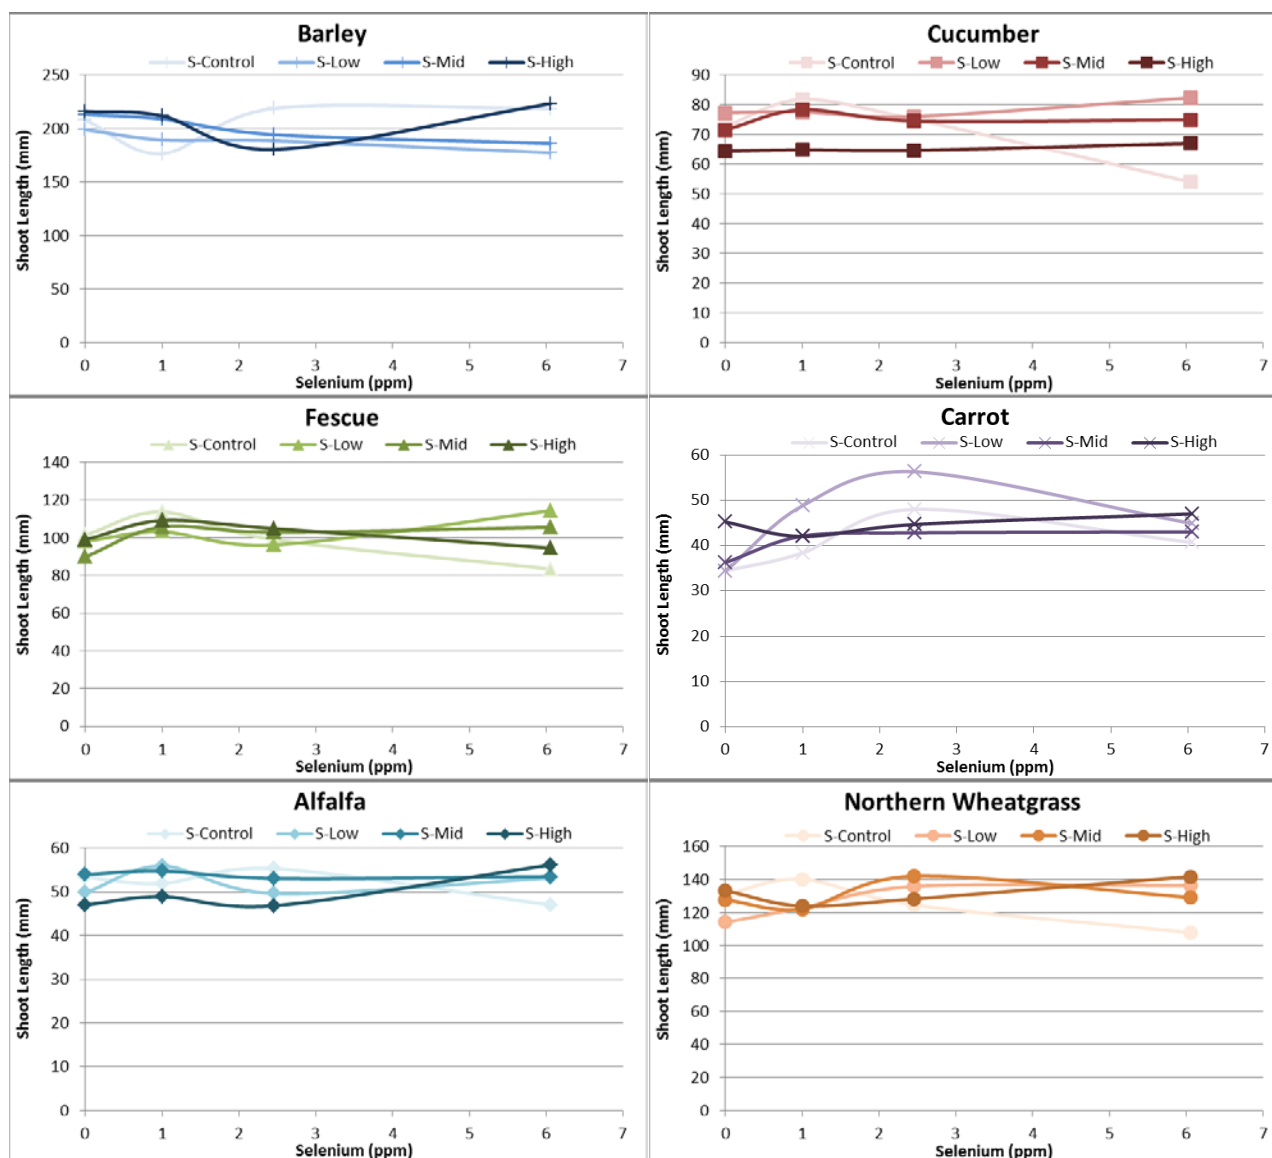 Barley
S-Control S-Low S-Mid S-High
250
200
150
100
50
0
Shoot Length (mm)
0 1 2 3 4 5 6 7
Selenium (ppm)
Cucumber
S-Control S-Low S-Mid S-High
90
80
70
60
50
40
30
20
10
0
Shoot Length (mm)
0 1 2 3 4 5 6 7
Selenium (ppm)
Fescue
S-Control S-Low S-Mid S-High
140
120
100
80
60
40
20
0
Shoot Length (mm)
0 1 2 3 4 5 6 7
Selenium (ppm)
Carrot
S-Control S-Low S-Mid S-High
60
50
40
30
20
10
0
Shoot Length (mm)
0 1 2 3 4 5 6 7
Selenium (ppm)
Alfalfa
S-Control S-Low S-Mid S-High
60
50
40
30
20
10
0
Shoot Length (mm)
0 1 2 3 4 5 6 7
Selenium (ppm)
Northern Wheatgrass
S-Control S-Low S-Mid S-High
160
140
120
100
80
60
40
20
0
Shoot Length (mm)
0 1 2 3 4 5 6 7
Selenium (ppm)